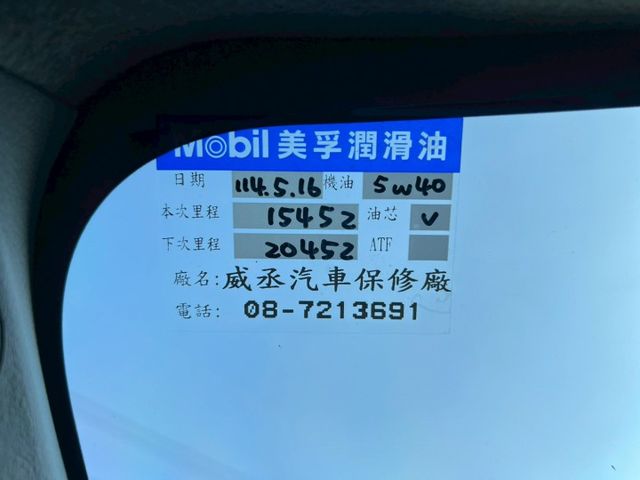 Mobil 美孚潤滑油
日期 114.5.16 機油 5w40
本次里程 15452 油芯 v
下次里程 20452 ATF
廠名: 威丞汽車保修廠
電話: 08-7213691